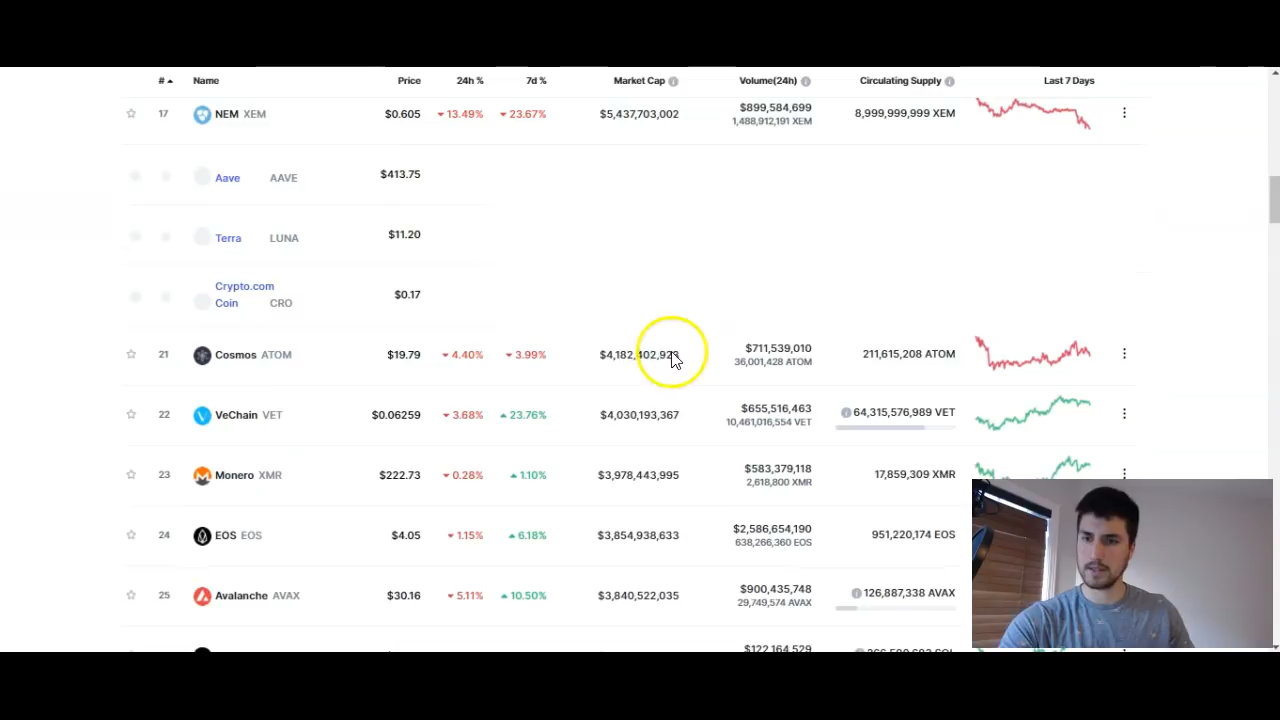 # Name Price 24h % 7d % Market Cap Volume(24h) Circulating Supply Last 7 Days
17 NEM XEM $0.605 13.49% 23.67% $5,437,703,002 $899,584,699 8,999,999,999 XEM
1,488,912,191 XEM
Aave AAVE $413.75
Terra LUNA $11.20
Crypto.com
Coin CRO $0.17
21 Cosmos ATOM $19.79 4.40% 3.99% $711,539,010 211,615,208 ATOM
36,001,428 ATOM
22 VeChain VET $0.06259 3.68% 23.76% $4,030,193,367 $655,516,463 64,315,576,989 VET
10,461,016,554 VET
23 Monero XMR $222.73 0.28% 1.10% $3,978,443,995 $583,379,118 17,859,309 XMR
2,618,800 XMR
24 EOS EOS $4.05 1.15% 6.18% $3,854,938,633 $2,586,654,190 951,220,174 EOS
638,266,360 EOS
25 Avalanche AVAX $30.16 5.11% 10.50% $3,840,522,035 $900,435,748 126,887,338 AVAX
29,749,574 AVAX
$122,164,529